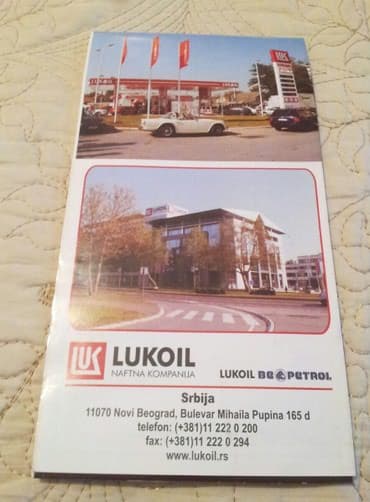 LUKOIL
NAFTNA KOMPANIJA
LUKOIL BEOPETROL
Srbija
11070 Novi Beograd, Bulevar Mihaila Pupina 165 d
telefon: (+381)11 222 0 200
fax: (+381)11 222 0 294
www.lukoil.rs